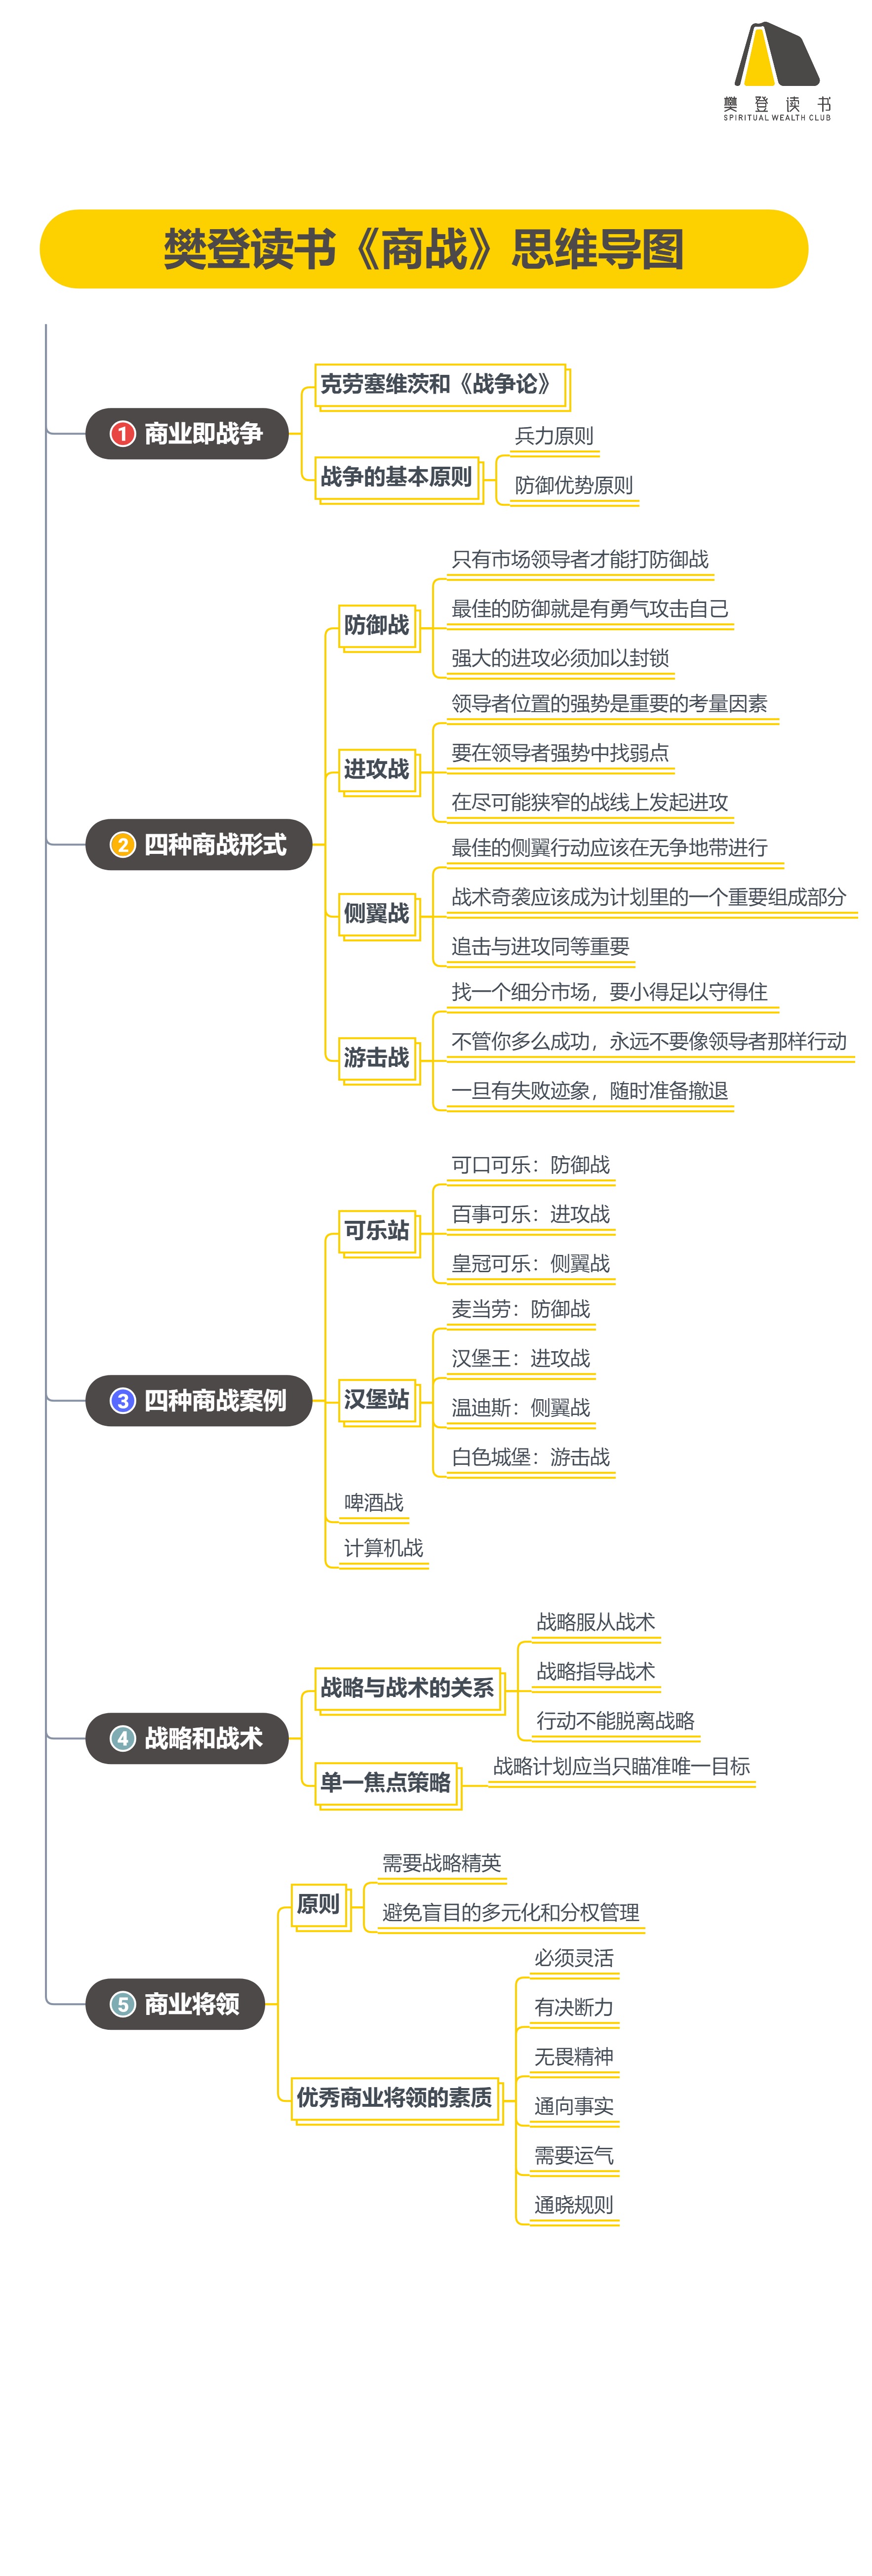 樊登读书
SPIRITUAL WEALTH CLUB
樊登读书《商战》思维导图
1 商业即战争
克劳塞维茨和《战争论》
战争的基本原则
兵力原则
防御优势原则
2 四种商战形式
防御战
只有市场领导者才能打防御战
最佳的防御就是有勇气攻击自己
强大的进攻必须加以封锁
进攻战
领导者位置的强势是重要的考量因素
要在领导者强势中找弱点
在尽可能狭窄的战线上发起进攻
侧翼战
最佳的侧翼行动应该在无争地带进行
战术奇袭应该成为计划里的一个重要组成部分
追击与进攻同等重要
游击战
找一个细分市场，要小得足以守得住
不管你多么成功，永远不要像领导者那样行动
一旦有失败迹象，随时准备撤退
3 四种商战案例
可乐站
可口可乐：防御战
百事可乐：进攻战
皇冠可乐：侧翼战
汉堡站
麦当劳：防御战
汉堡王：进攻战
温迪斯：侧翼战
白色城堡：游击战
啤酒战
计算机战
4 战略和战术
战略与战术的关系
战略服从战术
战略指导战术
行动不能脱离战略
单一焦点策略
战略计划应当只瞄准唯一目标
5 商业将领
原则
需要战略精英
避免盲目的多元化和分权管理
优秀商业将领的素质
必须灵活
有决断力
无畏精神
通向事实
需要运气
通晓规则